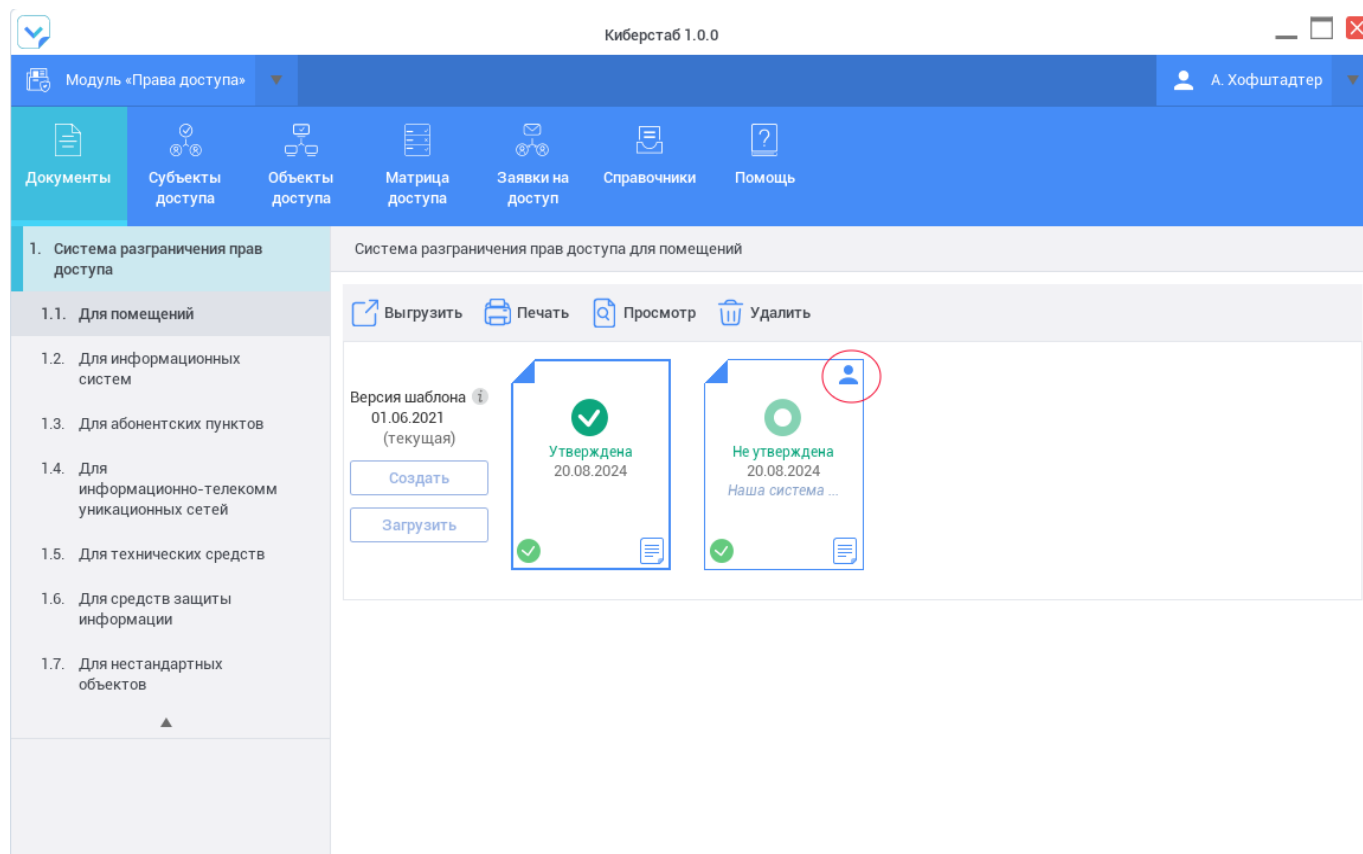 Киберстаб 1.0.0
Модуль «Права доступа»
А. Хофштадтер
Документы
Субъекты
доступа
Объекты
доступа
Матрица
доступа
Заявки на
доступ
Справочники
Помощь
1. Система разграничения прав
доступа
1.1. Для помещений
1.2. Для информационных
систем
1.3. Для абонентских пунктов
1.4. Для
информационно-телекомм
уникационных сетей
1.5. Для технических средств
1.6. Для средств защиты
информации
1.7. Для нестандартных
объектов
Система разграничения прав доступа для помещений
Выгрузить
Печать
Просмотр
Удалить
Версия шаблона i
01.06.2021
(текущая)
Создать
Загрузить
Утверждена
20.08.2024
Не утверждена
20.08.2024
Наша система ...